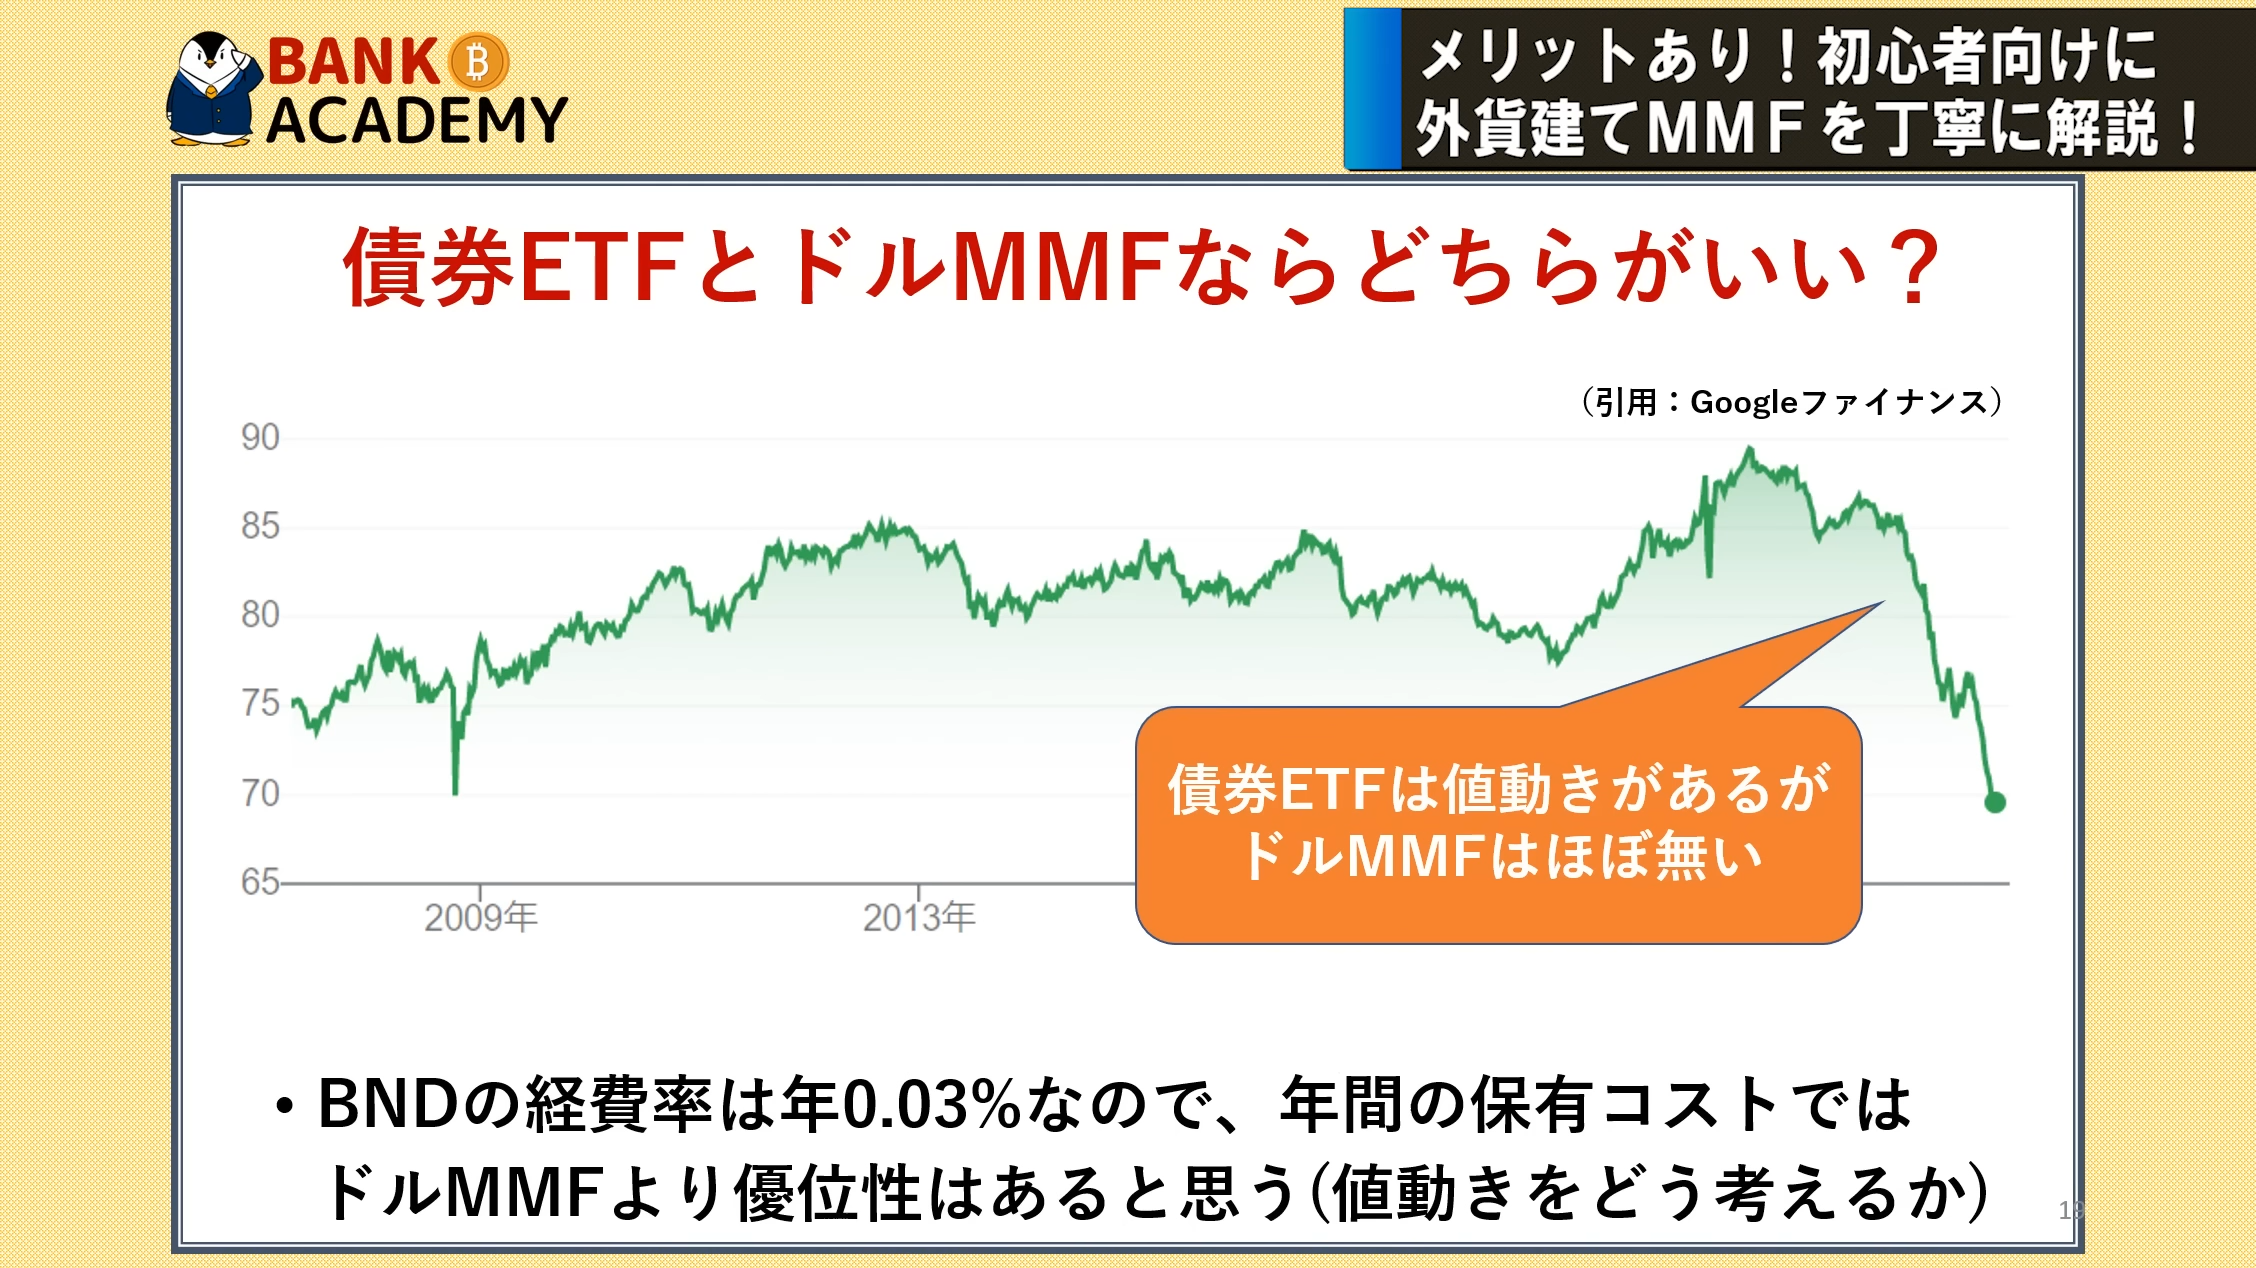 BANK
ACADEMY
メリットあり！初心者向けに
外貨建てMMFを丁寧に解説！
債券ETFとドルMMFならどちらがいい？
（引用：Googleファイナンス）
90
85
80
75
70
65
2009年
2013年
債券ETFは値動きがあるが
ドルMMFはほぼ無い
・BNDの経費率は年0.03%なので、年間の保有コストでは
ドルMMFより優位性はあると思う(値動きをどう考えるか)